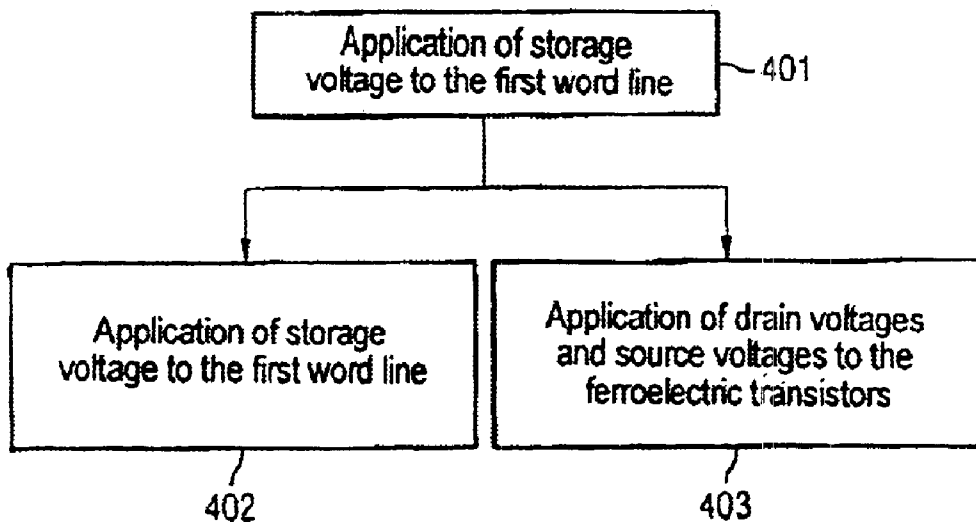 Application of storage
voltage to the first word line
401
Application of storage
voltage to the first word line
Application of drain voltages
and source voltages to the
ferroelectric transistors
402
403